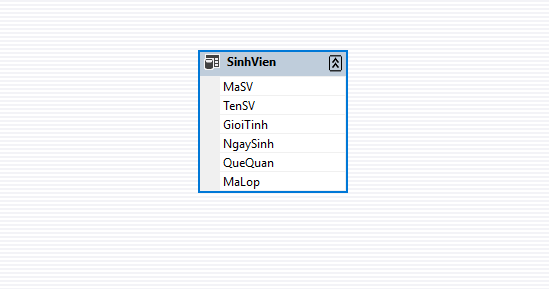 SinhVien
MaSV
TenSV
GioiTinh
NgaySinh
QueQuan
MaLop